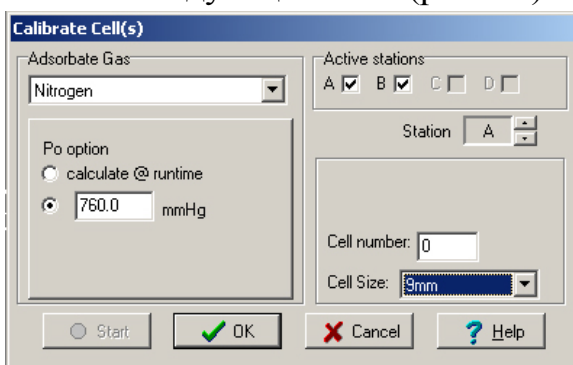 Calibrate Cell(s)
Adsorbate Gas
Nitrogen
Po option
calculate @ runtime
760.0 mmHg
Active stations
A B C D
Station A
Cell number: 0
Cell Size: 9mm
Start OK Cancel Help